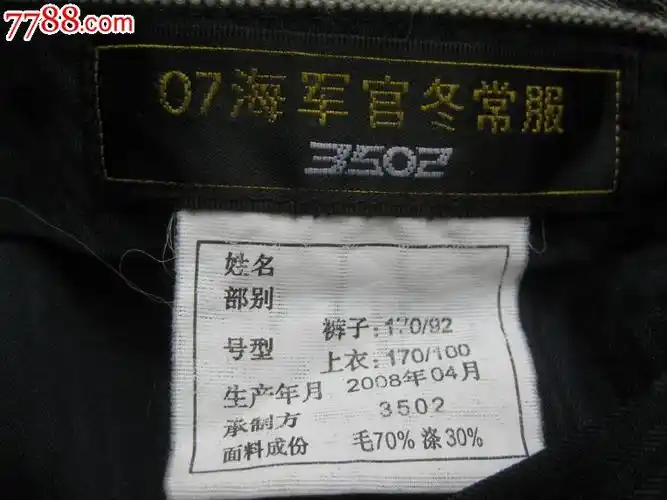 7788.com
07海军官冬常服
3502
姓名
部别
号型 裤子:170/92
上衣:170/100
生产年月 2008年04月
承制方 3502
面料成份 毛70% 涤30%